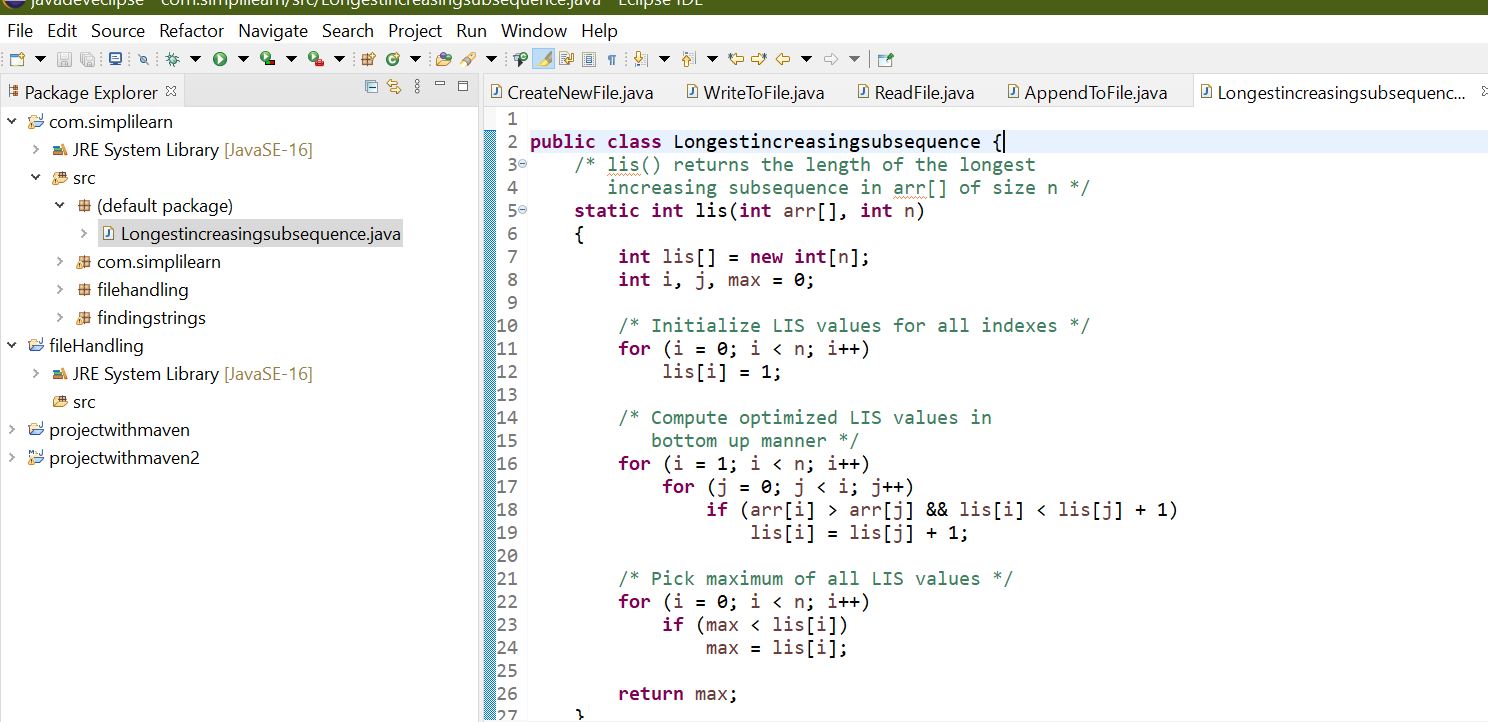 javadeveclipse - com.simplilearn/src/Longestincreasingsubsequence.java - Eclipse IDE
File Edit Source Refactor Navigate Search Project Run Window Help
Package Explorer
com.simplilearn
JRE System Library [JavaSE-16]
src
(default package)
Longestincreasingsubsequence.java
com.simplilearn
filehandling
findingstrings
fileHandling
JRE System Library [JavaSE-16]
src
projectwithmaven
projectwithmaven2
CreateNewFile.java WriteToFile.java ReadFile.java AppendToFile.java Longestincreasingsubsequenc...
1
2 public class Longestincreasingsubsequence {
3 /* lis() returns the length of the longest
4 increasing subsequence in arr[] of size n */
5 static int lis(int arr[], int n)
6 {
7 int lis[] = new int[n];
8 int i, j, max = 0;
9
10 /* Initialize LIS values for all indexes */
11 for (i = 0; i < n; i++)
12 lis[i] = 1;
13
14 /* Compute optimized LIS values in
15 bottom up manner */
16 for (i = 1; i < n; i++)
17 for (j = 0; j < i; j++)
18 if (arr[i] > arr[j] && lis[i] < lis[j] + 1)
19 lis[i] = lis[j] + 1;
20
21 /* Pick maximum of all LIS values */
22 for (i = 0; i < n; i++)
23 if (max < lis[i])
24 max = lis[i];
25
26 return max;
27 }